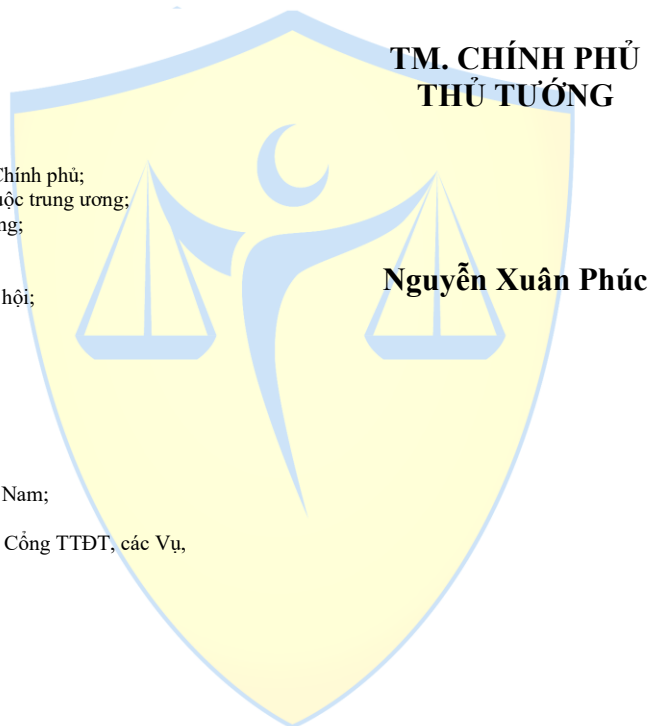 TM. CHÍNH PHỦ
THỦ TƯỚNG
Chính phủ;
uộc trung ương;
ng;
Nguyễn Xuân Phúc
hội;
Nam;
Cổng TTĐT, các Vụ,